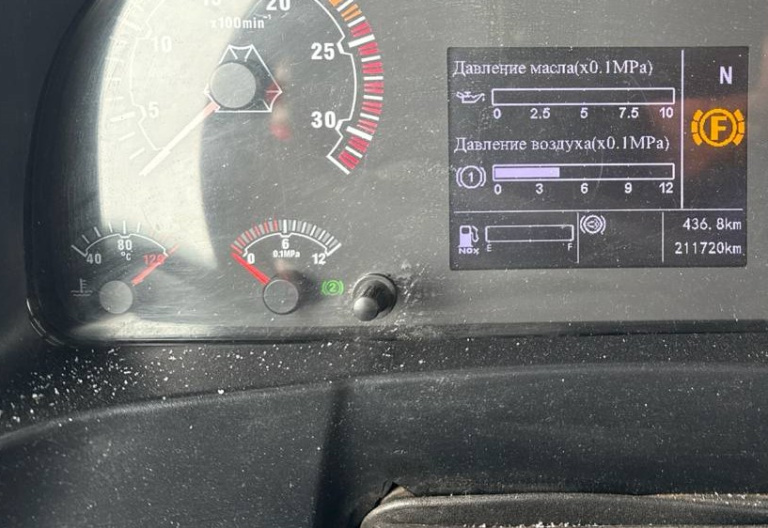 20
x100min⁻¹
10
25
5
30
80
40 120
°C
6
0 12
0.1MPa
2
Давление масла(x0.1MPa)
0 2.5 5 7.5 10
Давление воздуха(x0.1MPa)
1
0 3 6 9 12
N
F
NOX
E F
436.8km
211720km